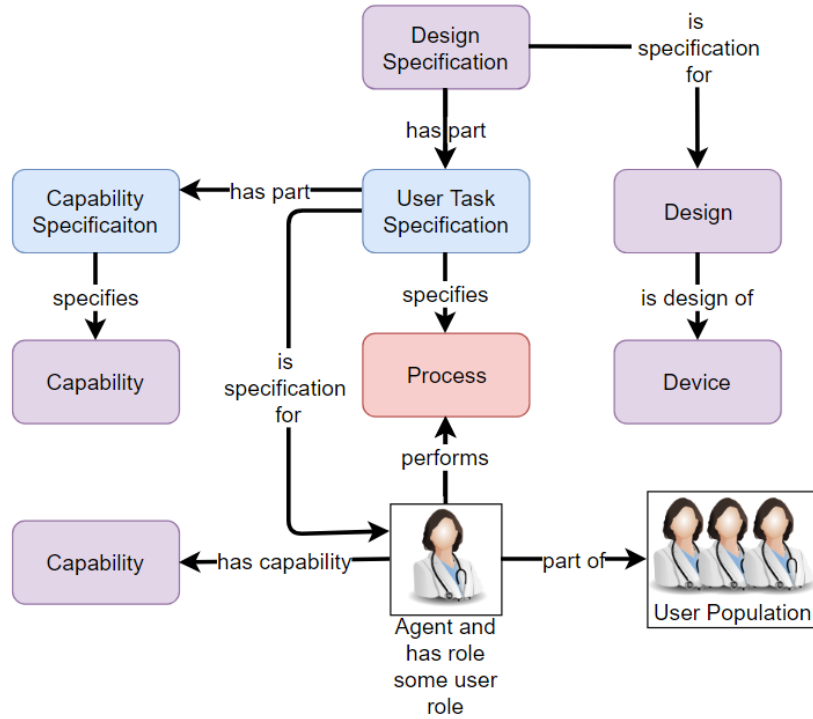 Design
Specification
is
specification
for
has part
Capability
Specificaiton
has part
User Task
Specification
Design
specifies
specifies
is design of
Capability
is
specification
for
Process
Device
performs
Capability
has capability
part of
User Population
Agent and
has role
some user
role